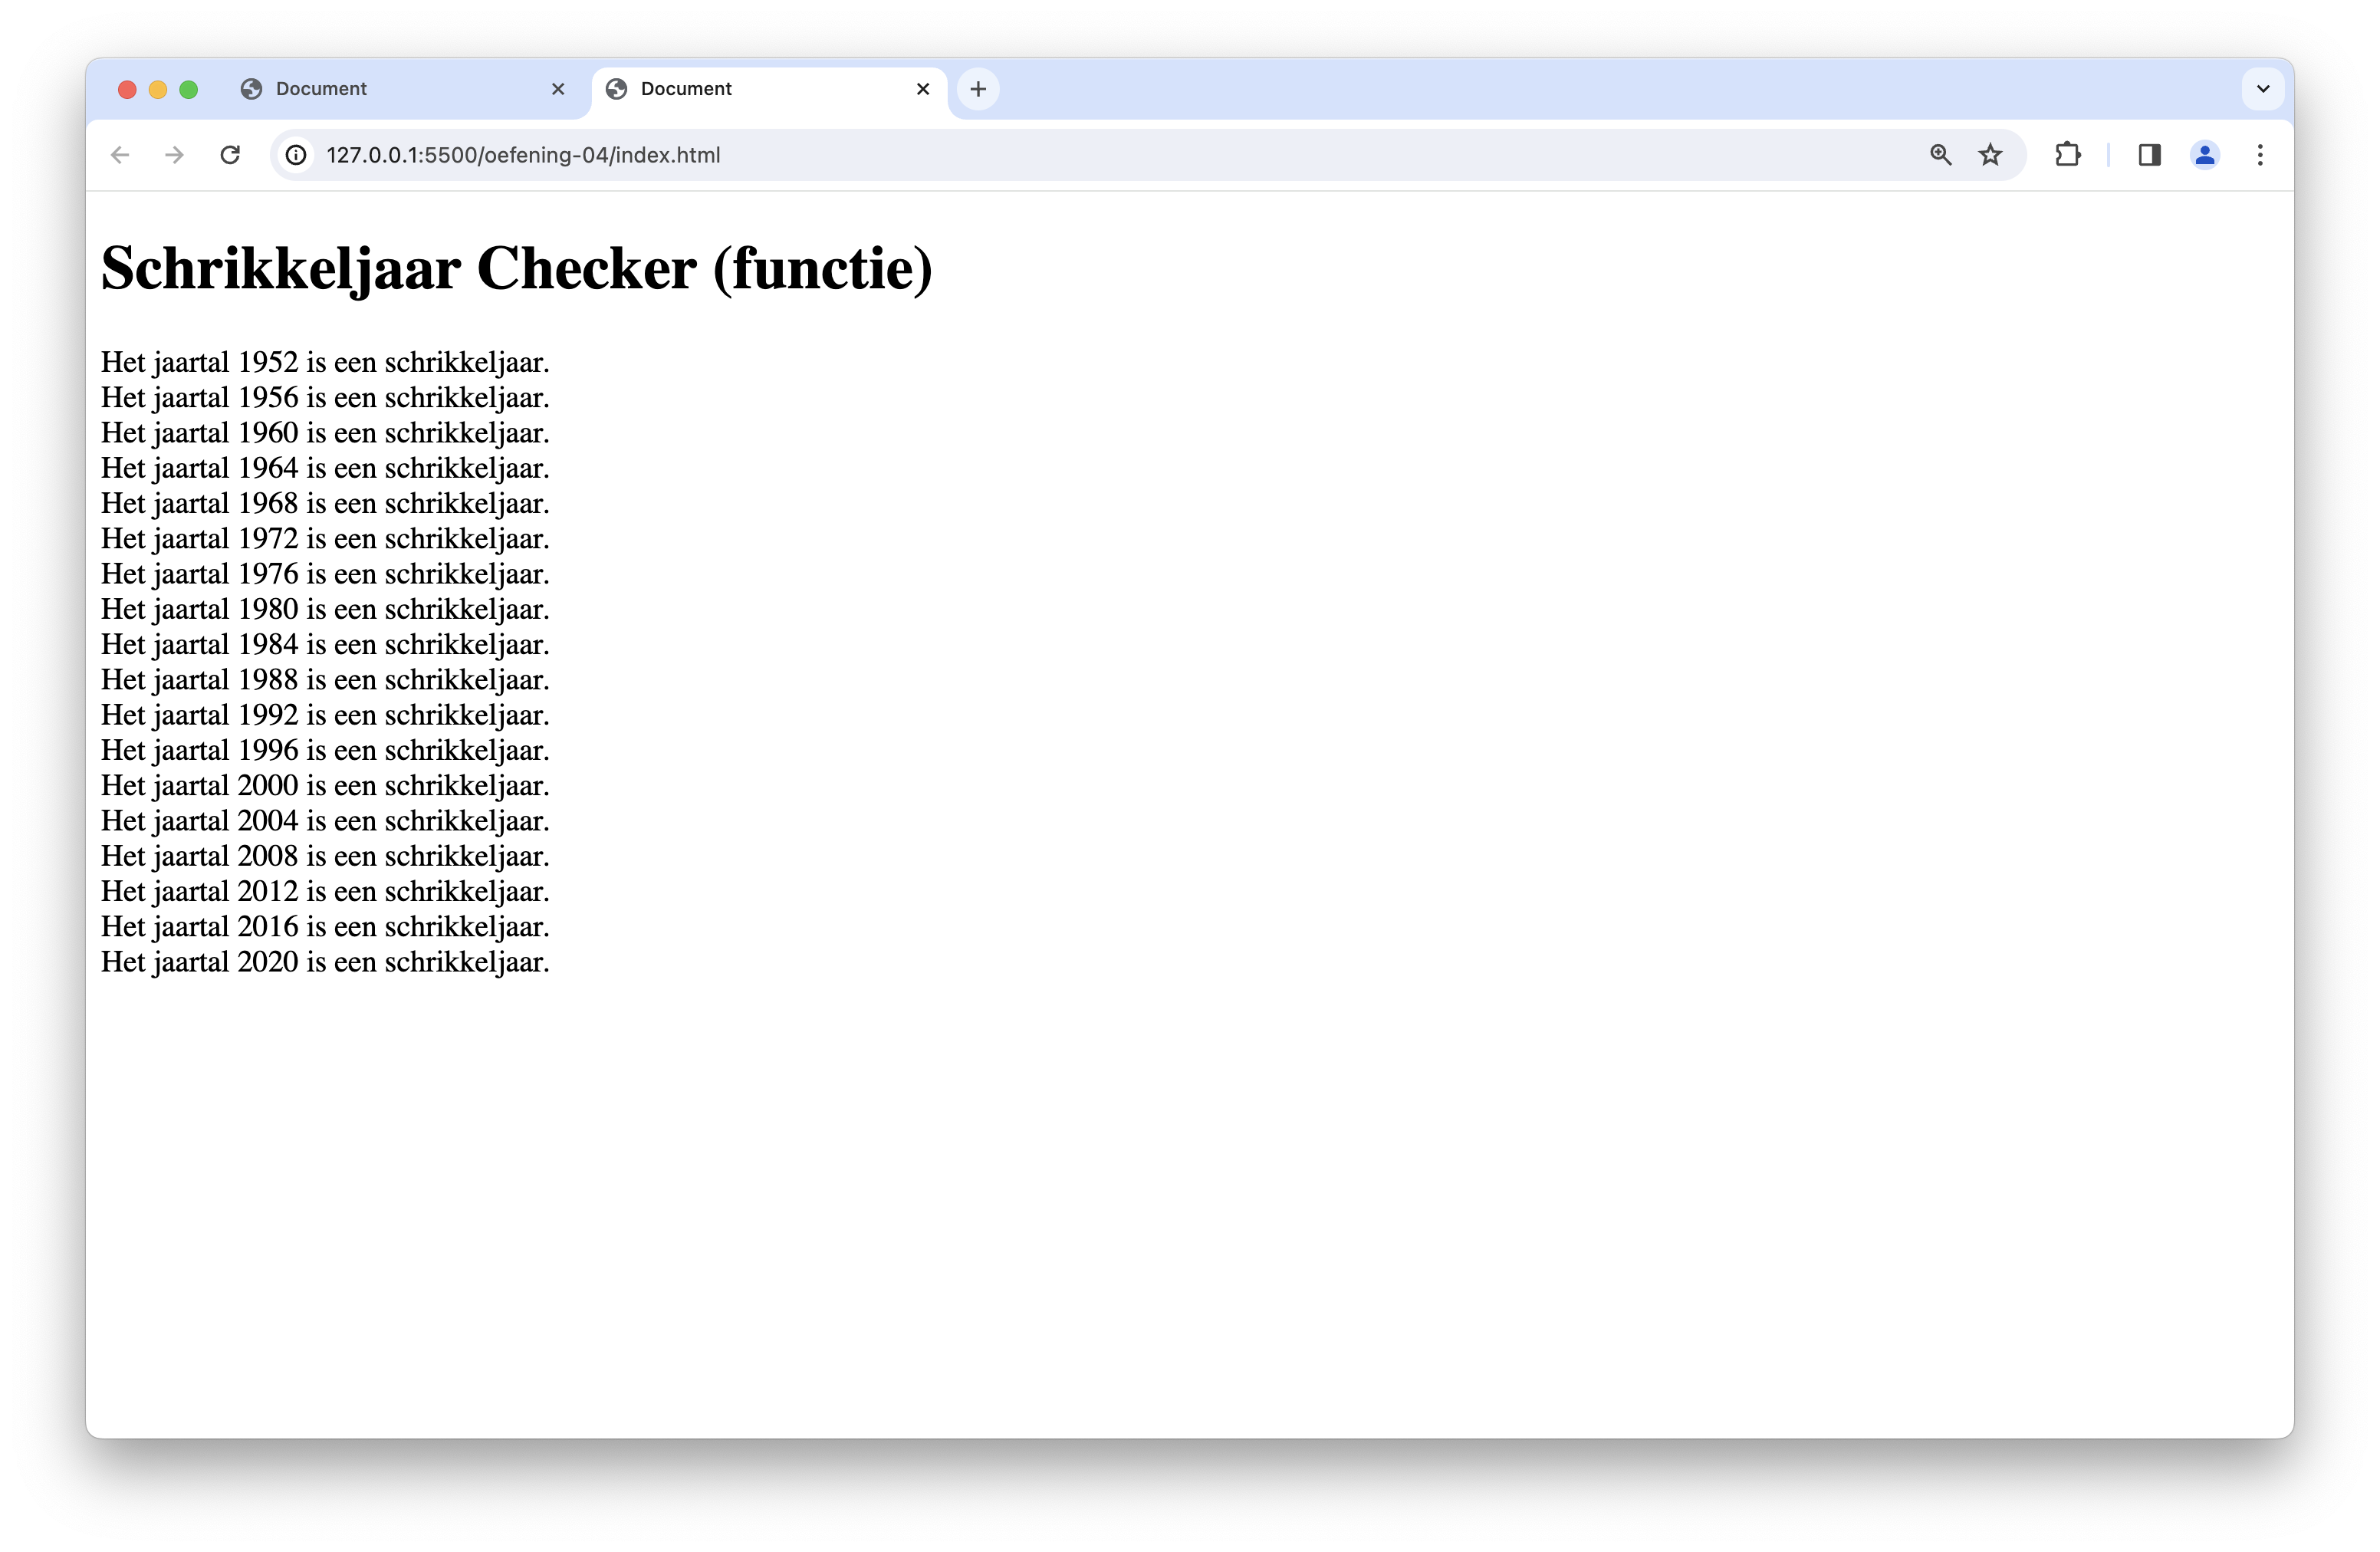 Document
Document
127.0.0.1:5500/oefening-04/index.html
Schrikkeljaar Checker (functie)
Het jaartal 1952 is een schrikkeljaar.
Het jaartal 1956 is een schrikkeljaar.
Het jaartal 1960 is een schrikkeljaar.
Het jaartal 1964 is een schrikkeljaar.
Het jaartal 1968 is een schrikkeljaar.
Het jaartal 1972 is een schrikkeljaar.
Het jaartal 1976 is een schrikkeljaar.
Het jaartal 1980 is een schrikkeljaar.
Het jaartal 1984 is een schrikkeljaar.
Het jaartal 1988 is een schrikkeljaar.
Het jaartal 1992 is een schrikkeljaar.
Het jaartal 1996 is een schrikkeljaar.
Het jaartal 2000 is een schrikkeljaar.
Het jaartal 2004 is een schrikkeljaar.
Het jaartal 2008 is een schrikkeljaar.
Het jaartal 2012 is een schrikkeljaar.
Het jaartal 2016 is een schrikkeljaar.
Het jaartal 2020 is een schrikkeljaar.